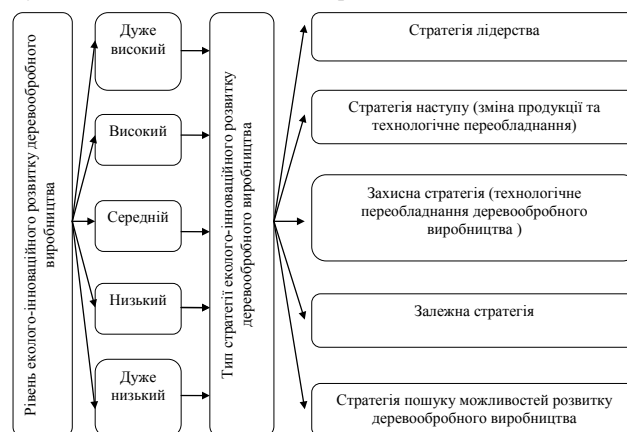 Рівень еколого-інноваційного розвитку деревообробного
виробництва
Дуже
високий
Високий
Середній
Низький
Дуже
низький
Тип стратегії еколого-інноваційного розвитку
деревообробного виробництва
Стратегія лідерства
Стратегія наступу (зміна продукції та
технологічне переобладнання)
Захисна стратегія (технологічне
переобладнання деревообробного
виробництва )
Залежна стратегія
Стратегія пошуку можливостей розвитку
деревообробного виробництва